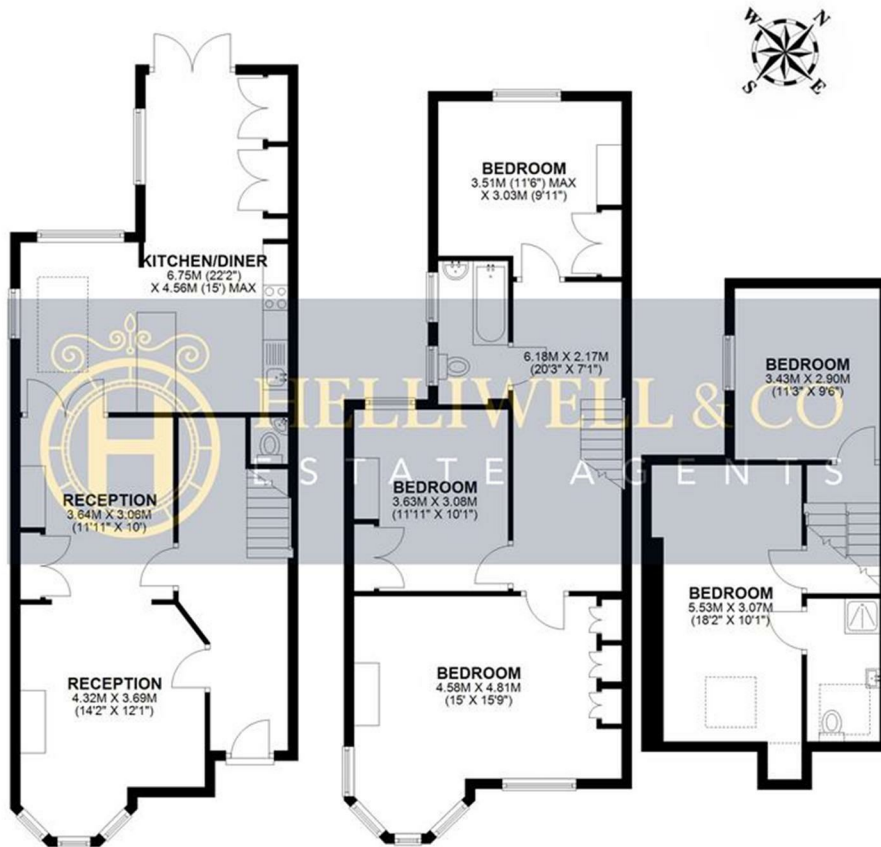 W
N
S
E
KITCHEN/DINER
6.75M (22'2")
X 4.56M (15') MAX
RECEPTION
3.64M X 3.06M
(11'11" X 10')
RECEPTION
4.32M X 3.69M
(14'2" X 12'1")
BEDROOM
3.51M (11'6") MAX
X 3.03M (9'11")
6.18M X 2.17M
(20'3" X 7'1")
BEDROOM
3.63M X 3.08M
(11'11" X 10'1")
BEDROOM
4.58M X 4.81M
(15' X 15'9")
BEDROOM
3.43M X 2.90M
(11'3" X 9'6")
BEDROOM
5.53M X 3.07M
(18'2" X 10'1")
H
HELLIWELL & CO
ESTATE AGENTS